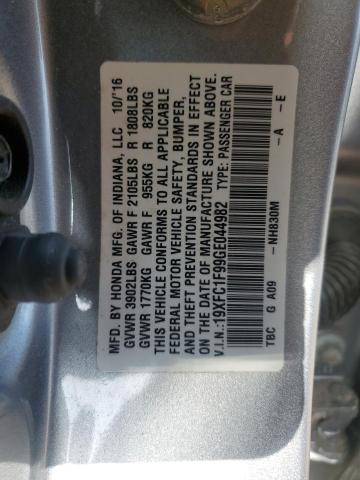 MFD. BY HONDA MFG. OF INDIANA, LLC 10/'16
GVWR 3902LBS GAWR F 2105LBS R 1808LBS
GVWR 1770KG GAWR F 955KG R 820KG
THIS VEHICLE CONFORMS TO ALL APPLICABLE
FEDERAL MOTOR VEHICLE SAFETY, BUMPER,
AND THEFT PREVENTION STANDARDS IN EFFECT
ON THE DATE OF MANUFACTURE SHOWN ABOVE.
V.I.N.: 19XFC1F99GE044982 TYPE: PASSENGER CAR
TBC G A09 -NH830M -A -E